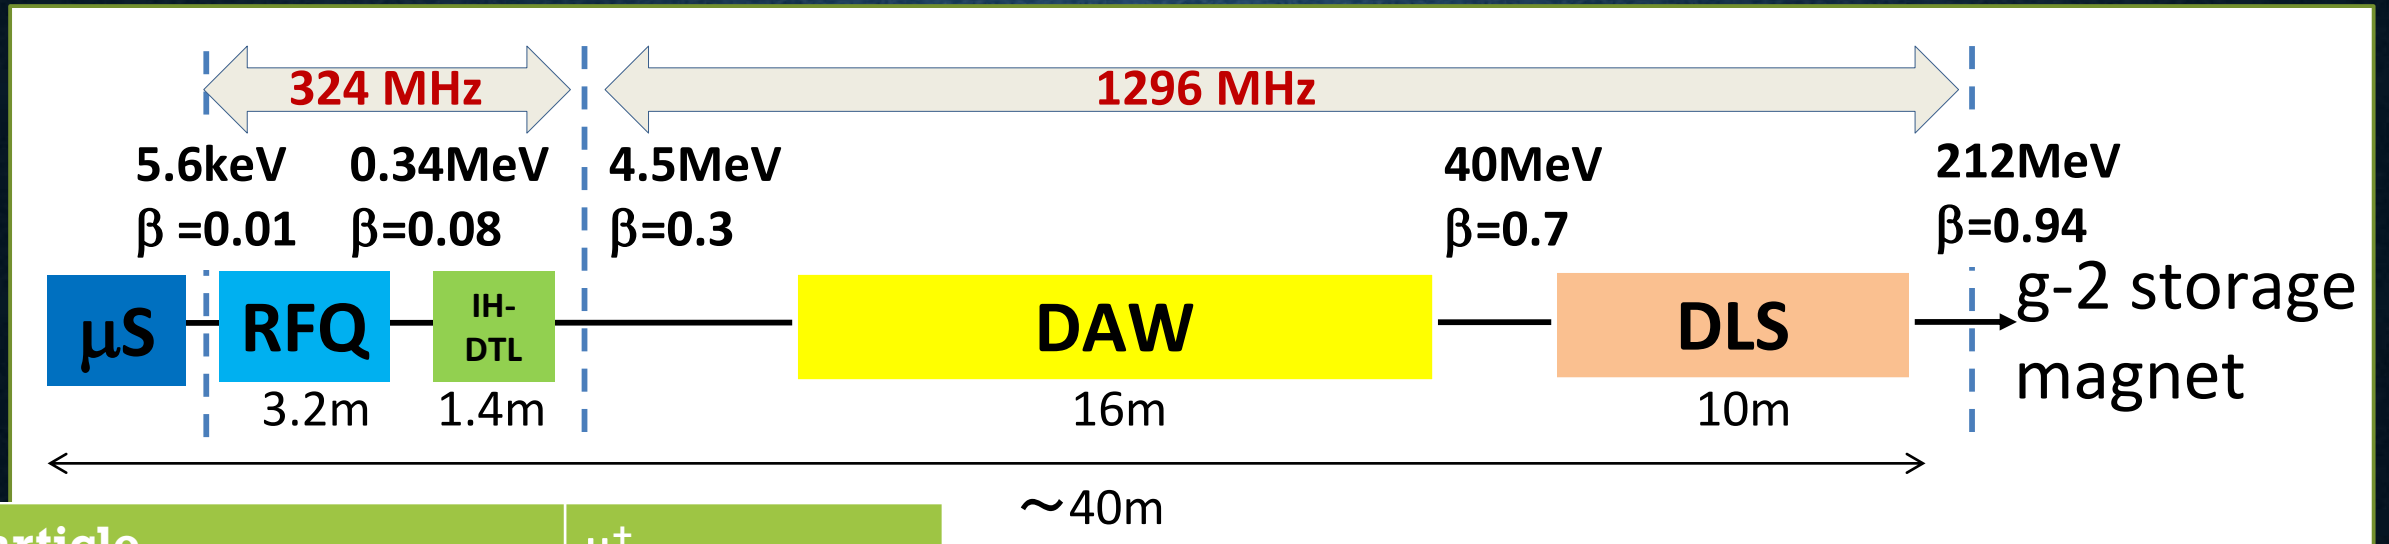 324 MHz 1296 MHz
5.6keV 0.34MeV 4.5MeV 40MeV 212MeV
β =0.01 β=0.08 β=0.3 β=0.7 β=0.94
μS RFQ IH-
DTL DAW DLS g-2 storage
magnet
3.2m 1.4m 16m 10m
～40m
μ+